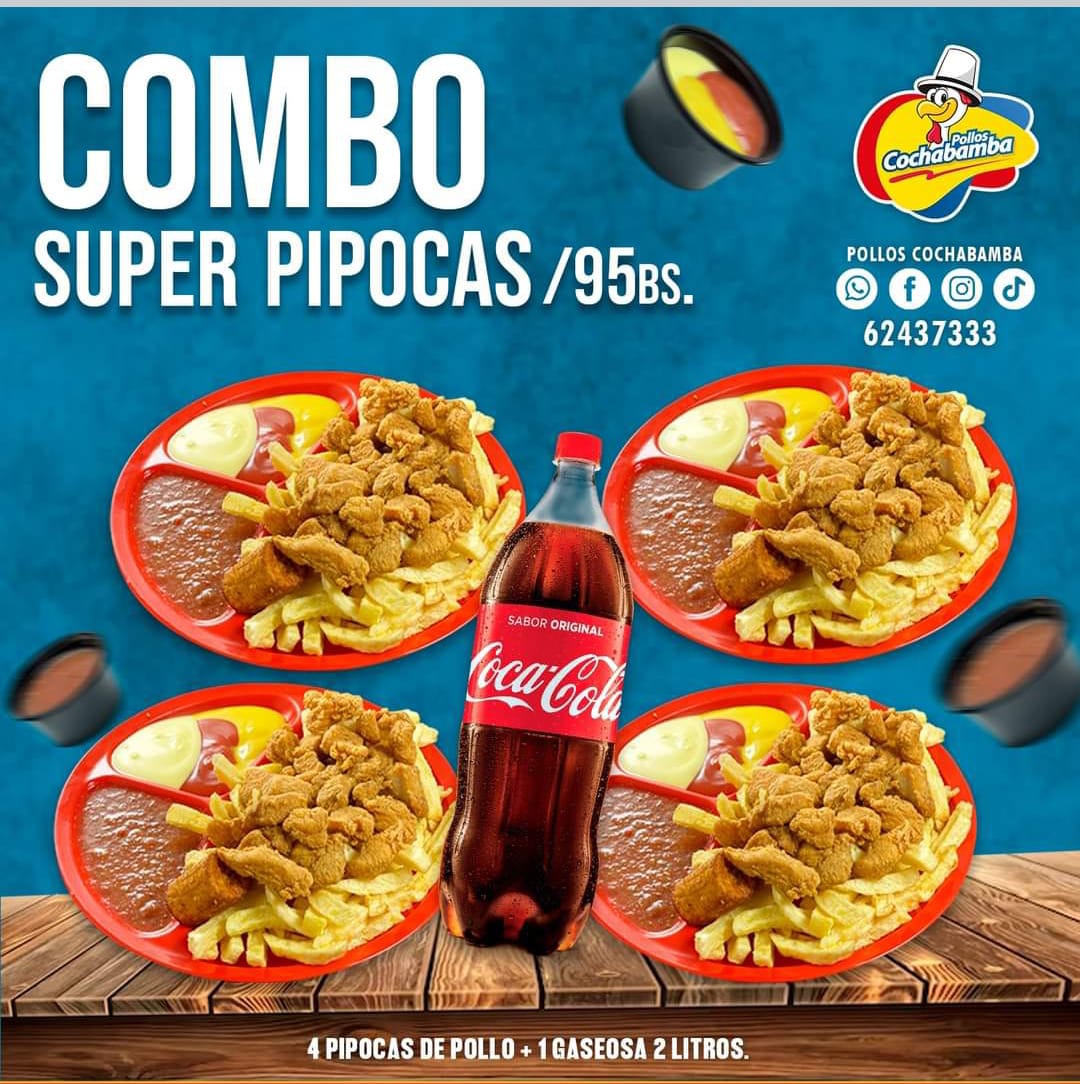 COMBO
SUPER PIPOCAS /95BS.
Pollos
Cochabamba
POLLOS COCHABAMBA
62437333
SABOR ORIGINAL
Coca-Cola
4 PIPOCAS DE POLLO + 1 GASEOSA 2 LITROS.